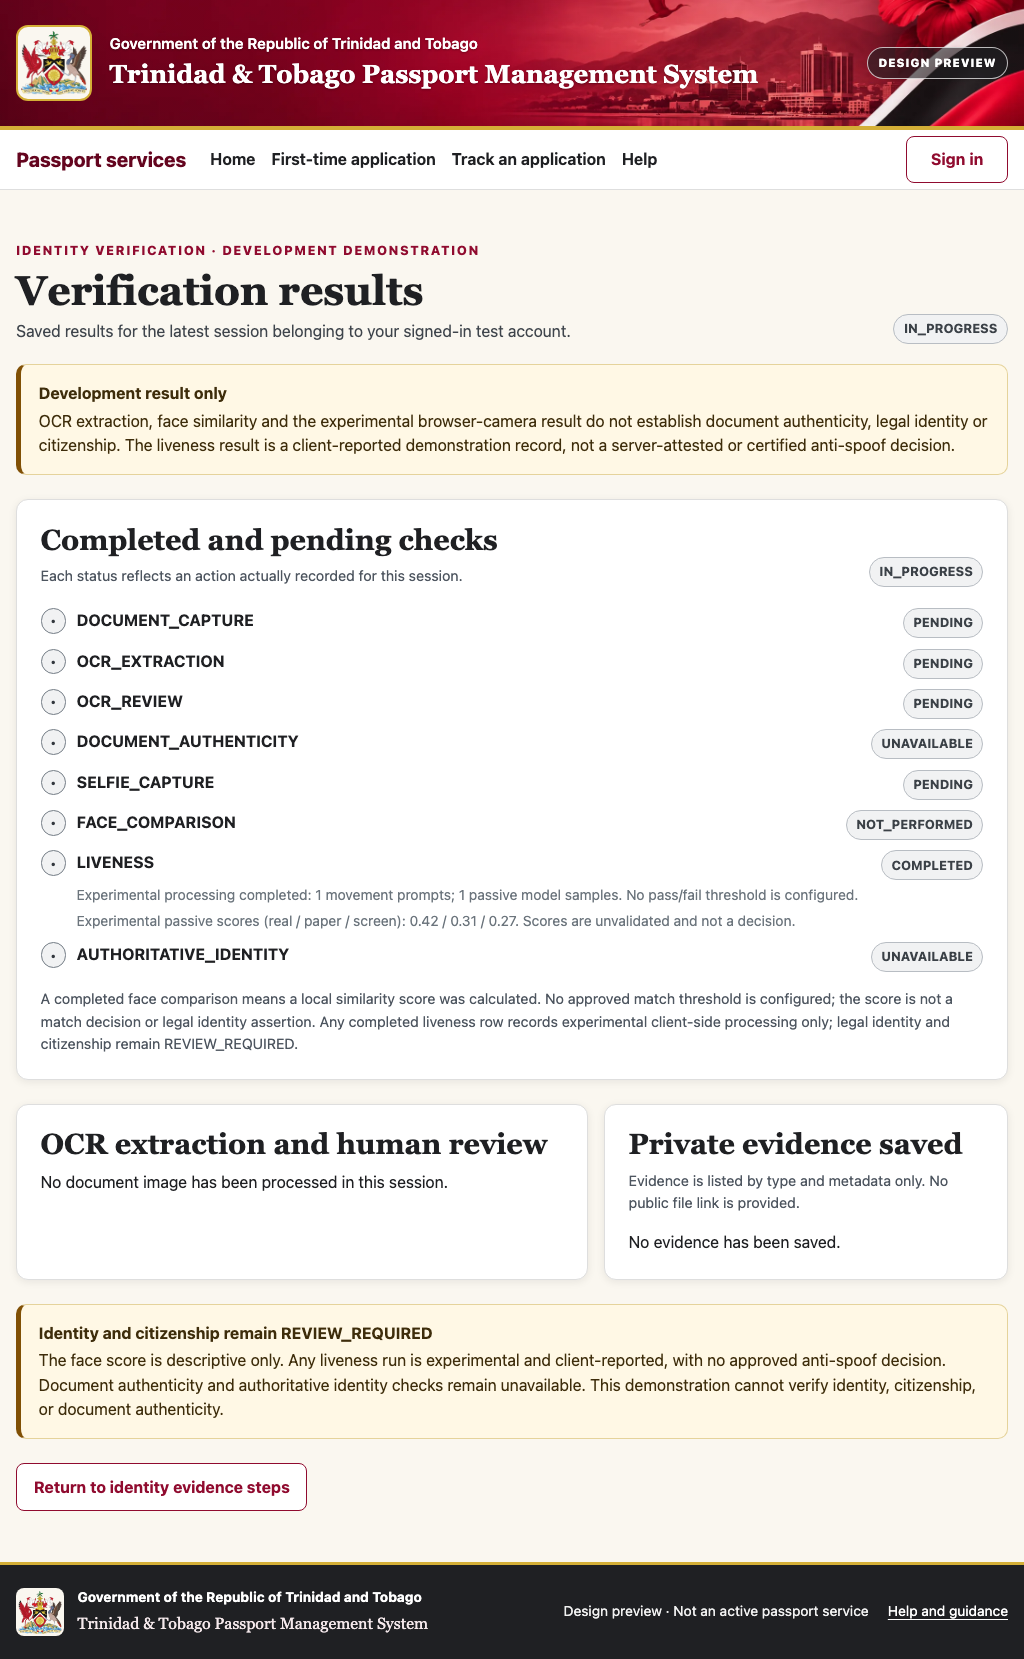 Government of the Republic of Trinidad and Tobago
Trinidad & Tobago Passport Management System
DESIGN PREVIEW
Passport services
Home
First-time application
Track an application
Help
Sign in
IDENTITY VERIFICATION · DEVELOPMENT DEMONSTRATION
Verification results
Saved results for the latest session belonging to your signed-in test account.
IN_PROGRESS
Development result only
OCR extraction, face similarity and the experimental browser-camera result do not establish document authenticity, legal identity or
citizenship. The liveness result is a client-reported demonstration record, not a server-attested or certified anti-spoof decision.
Completed and pending checks
Each status reflects an action actually recorded for this session.
IN_PROGRESS
DOCUMENT_CAPTURE
PENDING
OCR_EXTRACTION
PENDING
OCR_REVIEW
PENDING
DOCUMENT_AUTHENTICITY
UNAVAILABLE
SELFIE_CAPTURE
PENDING
FACE_COMPARISON
NOT_PERFORMED
LIVENESS
COMPLETED
Experimental processing completed: 1 movement prompts; 1 passive model samples. No pass/fail threshold is configured.
Experimental passive scores (real / paper / screen): 0.42 / 0.31 / 0.27. Scores are unvalidated and not a decision.
AUTHORITATIVE_IDENTITY
UNAVAILABLE
A completed face comparison means a local similarity score was calculated. No approved match threshold is configured; the score is not a
match decision or legal identity assertion. Any completed liveness row records experimental client-side processing only; legal identity and
citizenship remain REVIEW_REQUIRED.
OCR extraction and human review
No document image has been processed in this session.
Private evidence saved
Evidence is listed by type and metadata only. No
public file link is provided.
No evidence has been saved.
Identity and citizenship remain REVIEW_REQUIRED
The face score is descriptive only. Any liveness run is experimental and client-reported, with no approved anti-spoof decision.
Document authenticity and authoritative identity checks remain unavailable. This demonstration cannot verify identity, citizenship,
or document authenticity.
Return to identity evidence steps
Government of the Republic of Trinidad and Tobago
Trinidad & Tobago Passport Management System
Design preview · Not an active passport service
Help and guidance